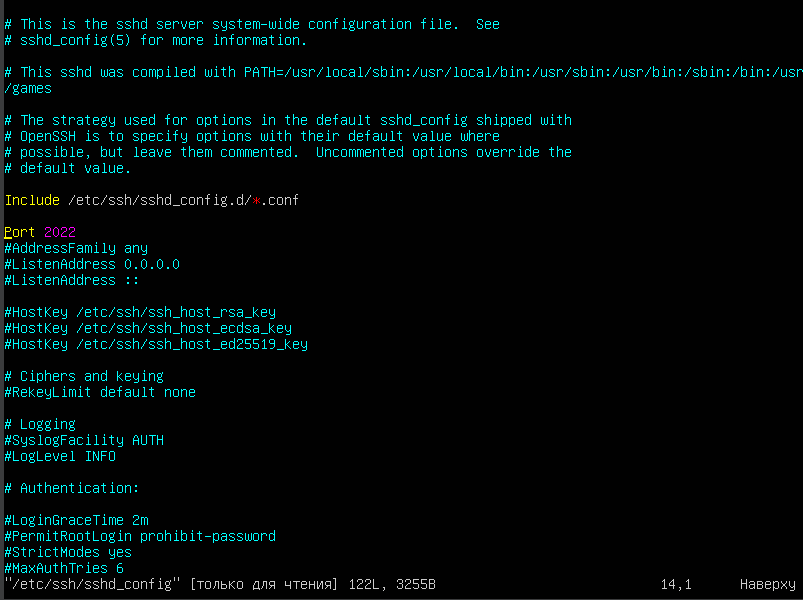 # This is the sshd server system-wide configuration file.  See
# sshd_config(5) for more information.
# This sshd was compiled with PATH=/usr/local/sbin:/usr/local/bin:/usr/sbin:/usr/bin:/sbin:/bin:/usr
/games
# The strategy used for options in the default sshd_config shipped with
# OpenSSH is to specify options with their default value where
# possible, but leave them commented.  Uncommented options override the
# default value.
Include /etc/ssh/sshd_config.d/*.conf
Port 2022
#AddressFamily any
#ListenAddress 0.0.0.0
#ListenAddress ::
#HostKey /etc/ssh/ssh_host_rsa_key
#HostKey /etc/ssh/ssh_host_ecdsa_key
#HostKey /etc/ssh/ssh_host_ed25519_key
# Ciphers and keying
#RekeyLimit default none
# Logging
#SyslogFacility AUTH
#LogLevel INFO
# Authentication:
#LoginGraceTime 2m
#PermitRootLogin prohibit-password
#StrictModes yes
#MaxAuthTries 6
"/etc/ssh/sshd_config" [только для чтения] 122L, 3255B 14,1 Наверху